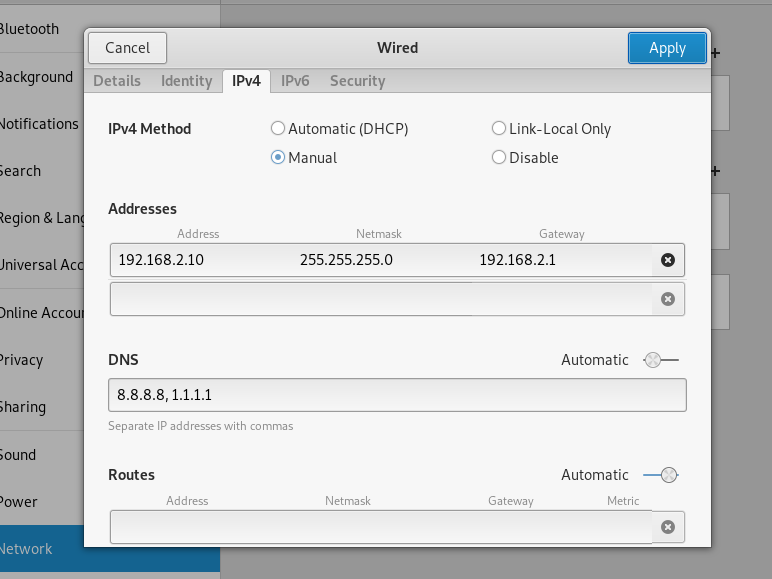 Bluetooth
Background
Notifications
Search
Region & Lang
Universal Acc
Online Accou
Privacy
Sharing
Sound
Power
Network
Cancel
Wired
Apply
Details
Identity
IPv4
IPv6
Security
IPv4 Method
Automatic (DHCP)
Link-Local Only
Manual
Disable
Addresses
Address
Netmask
Gateway
192.168.2.10
255.255.255.0
192.168.2.1
DNS
Automatic
8.8.8.8, 1.1.1.1
Separate IP addresses with commas
Routes
Automatic
Address
Netmask
Gateway
Metric